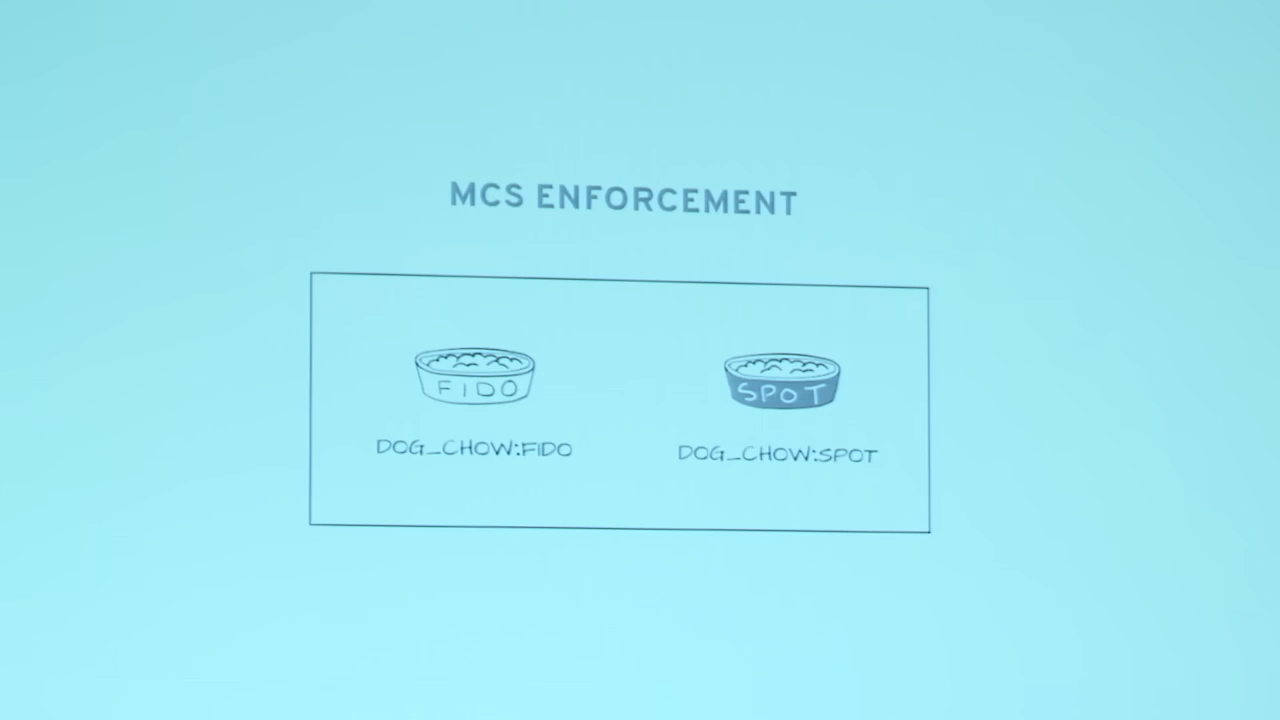 MCS ENFORCEMENT
FIDO
SPOT
DOG_CHOW:FIDO
DOG_CHOW:SPOT